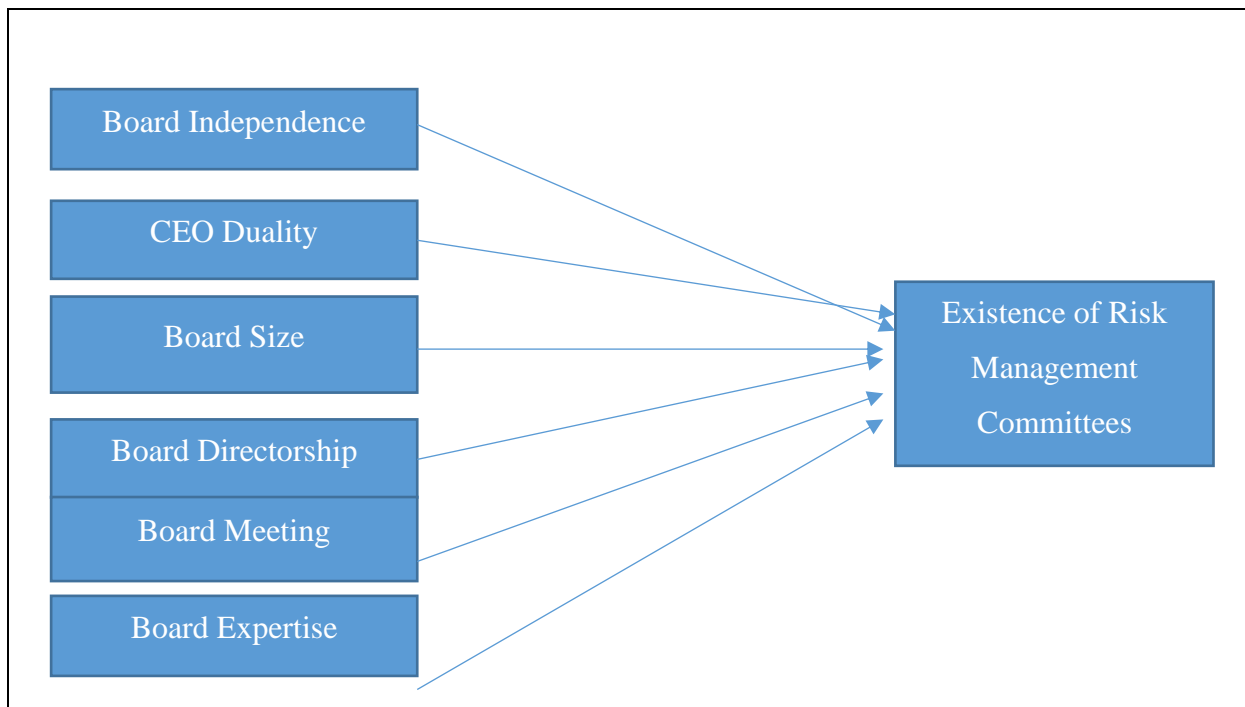 Board Independence
CEO Duality
Board Size
Board Directorship
Board Meeting
Board Expertise
Existence of Risk
Management
Committees